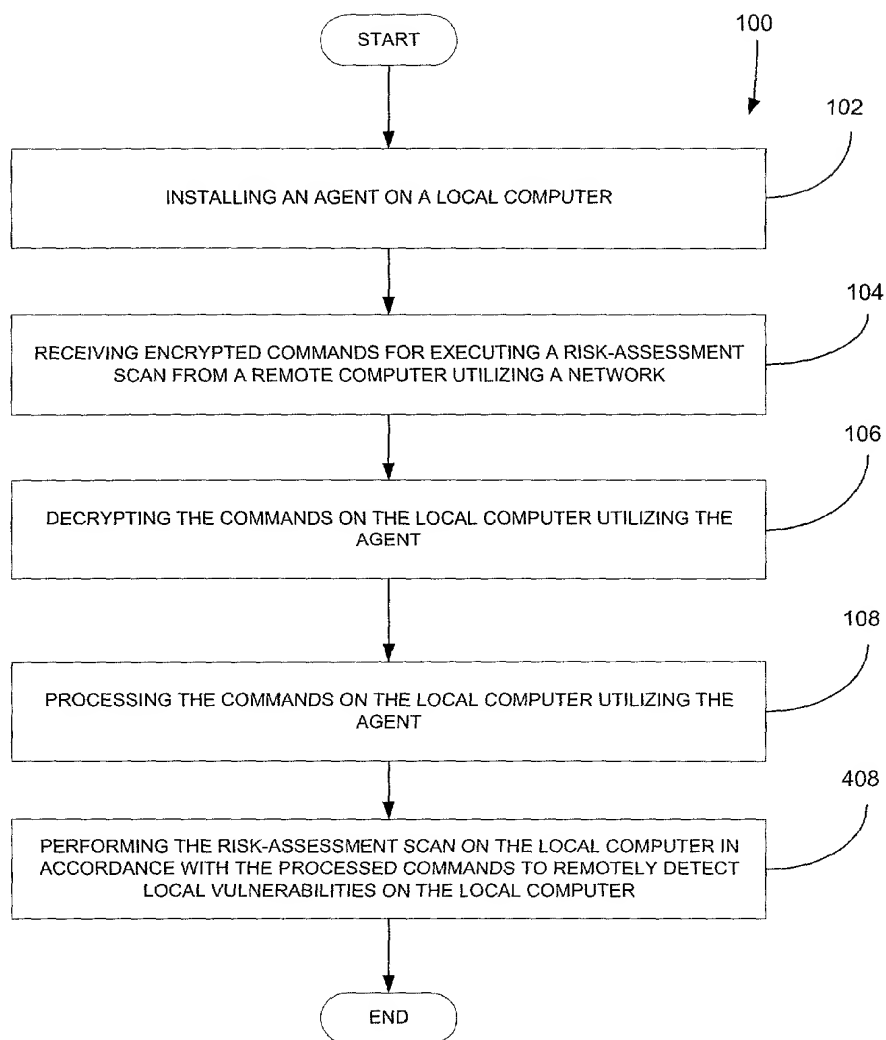 START
100
102
INSTALLING AN AGENT ON A LOCAL COMPUTER
104
RECEIVING ENCRYPTED COMMANDS FOR EXECUTING A RISK-ASSESSMENT
SCAN FROM A REMOTE COMPUTER UTILIZING A NETWORK
106
DECRYPTING THE COMMANDS ON THE LOCAL COMPUTER UTILIZING THE
AGENT
108
PROCESSING THE COMMANDS ON THE LOCAL COMPUTER UTILIZING THE
AGENT
408
PERFORMING THE RISK-ASSESSMENT SCAN ON THE LOCAL COMPUTER IN
ACCORDANCE WITH THE PROCESSED COMMANDS TO REMOTELY DETECT
LOCAL VULNERABILITIES ON THE LOCAL COMPUTER
END